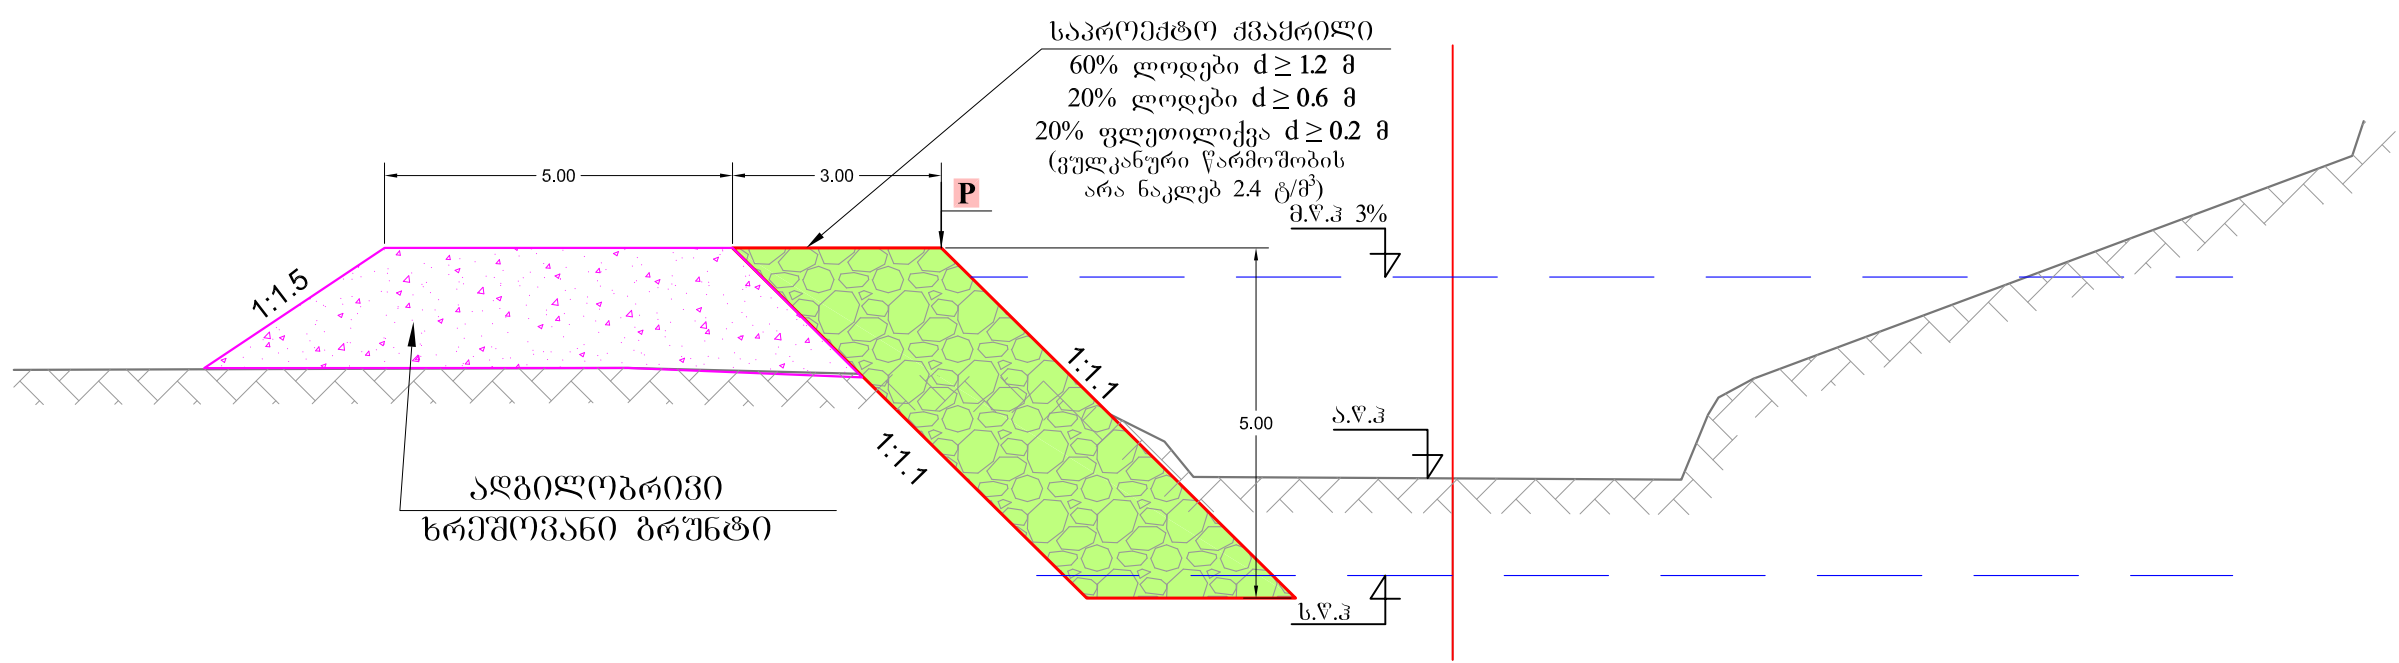 საპროექტო ქვაყრილი
60% ლოდები d ≥ 1.2 მ
20% ლოდები d ≥ 0.6 მ
20% ფლეთილიქვა d ≥ 0.2 მ
(ვულკანური წარმოშობის
არა ნაკლებ 2.4 ტ/მ³)
5.00
3.00
P
მ.წ.ჰ 3%
1:1.5
1:1.1
5.00
ა.წ.ჰ
1:1.1
ადგილობრივი
ხრეშოვანი გრუნტი
ს.წ.ჰ